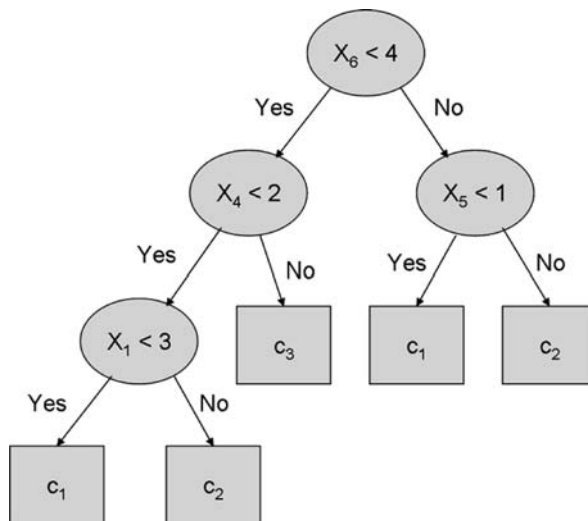 X₆ < 4
Yes
No
X₄ < 2
X₅ < 1
Yes
No
Yes
No
X₁ < 3
c₃
c₁
c₂
Yes
No
c₁
c₂